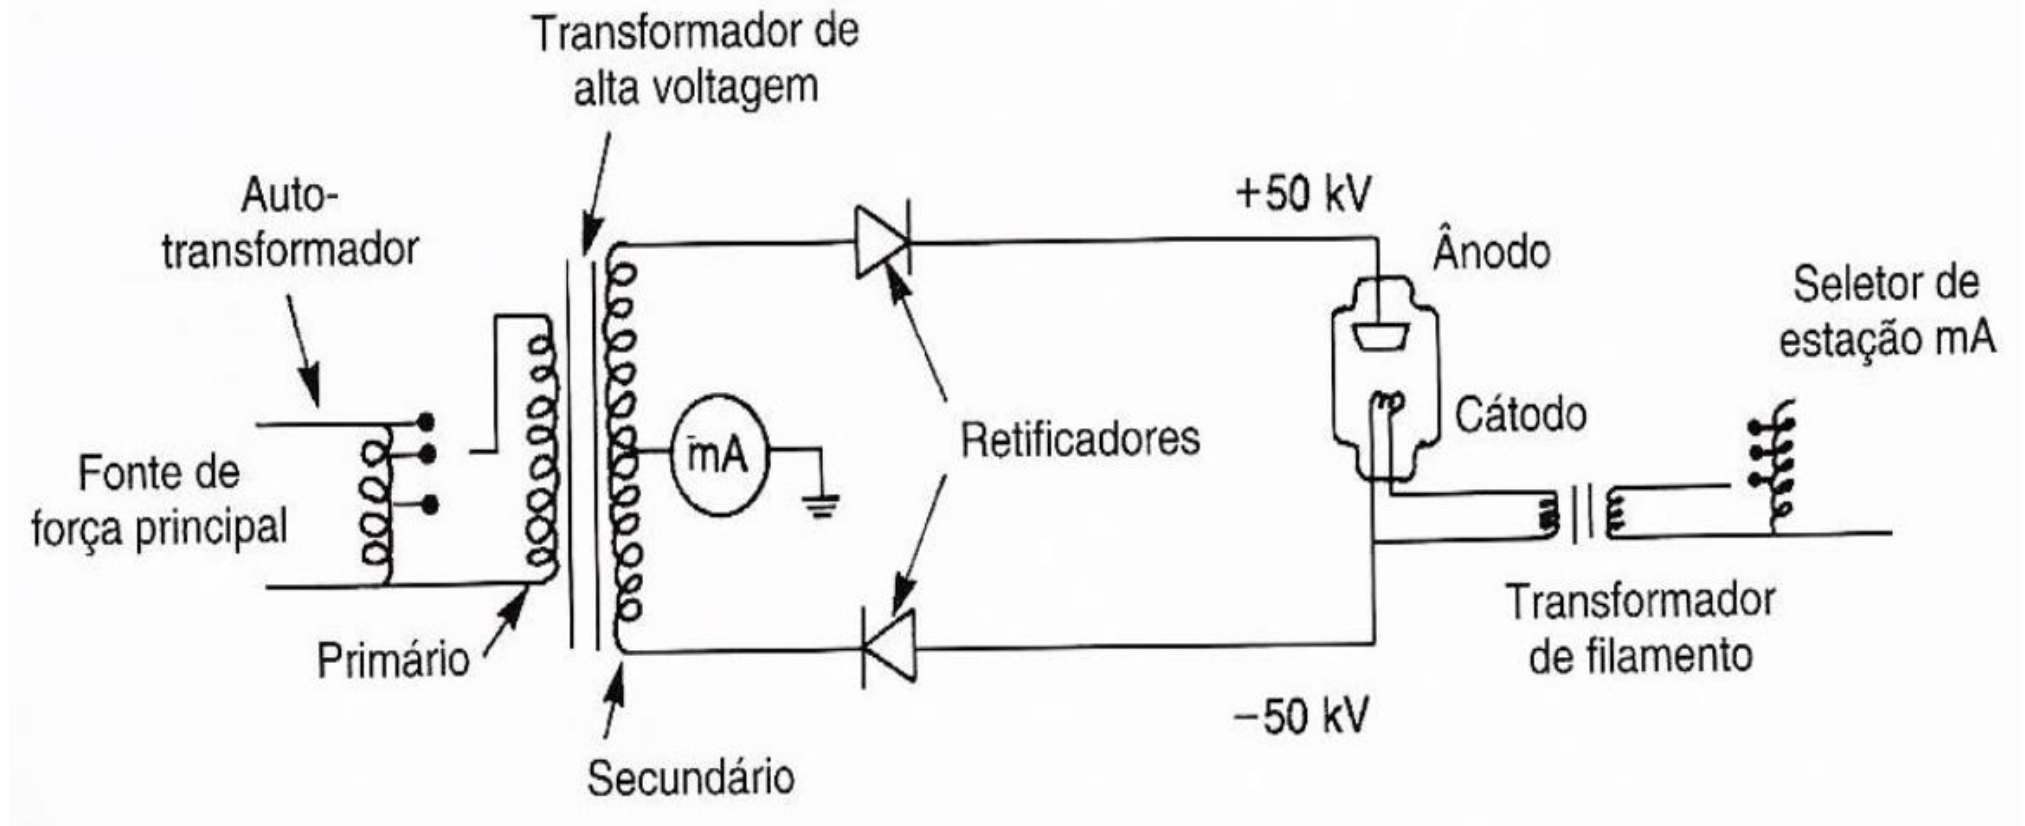 Transformador de
alta voltagem
Auto-
transformador
+50 kV
Ânodo
Seletor de
estação mA
Cátodo
Retificadores
mA
Fonte de
força principal
Primário
Transformador
de filamento
−50 kV
Secundário